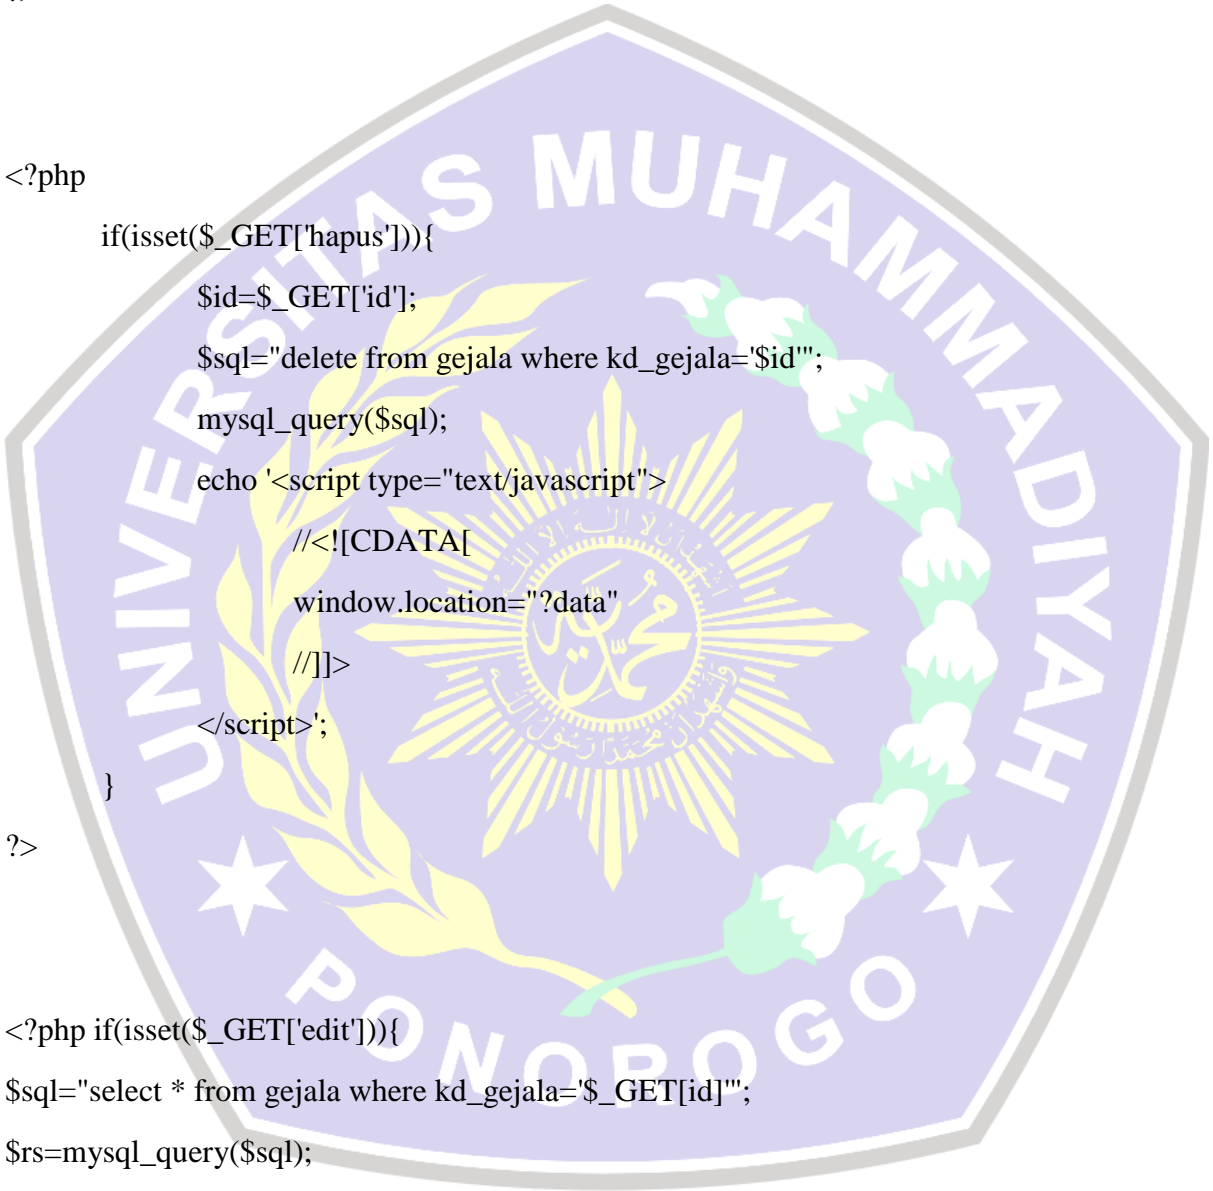 <?php
if(isset($_GET['hapus'])){
$id=$_GET['id'];
$sql="delete from gejala where kd_gejala='$id'";
mysql_query($sql);
echo '<script type="text/javascript">
//<![CDATA[
window.location="?data"
//]]>
</script>';
}
?>
<?php if(isset($_GET['edit'])){
$sql="select * from gejala where kd_gejala='$_GET[id]'";
$rs=mysql_query($sql);
UNIVERSITAS MUHAMMADIYAH
PONOROGO